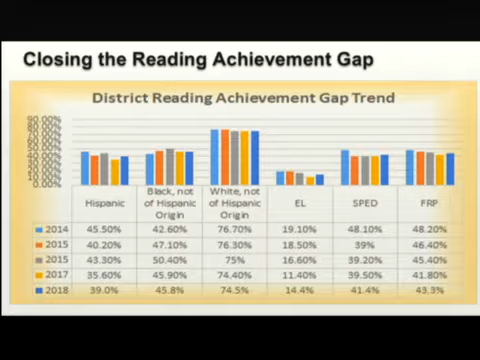 Closing the Reading Achievement Gap
District Reading Achievement Gap Trend
90.00%
80.00%
70.00%
60.00%
50.00%
40.00%
30.00%
20.00%
10.00%
0.00%
Hispanic Black, not of Hispanic Origin White, not of Hispanic Origin EL SPED FRP
2014 45.50% 42.60% 76.70% 19.10% 48.10% 48.20%
2015 40.20% 47.10% 76.30% 18.50% 39% 46.40%
2015 43.30% 50.40% 75% 16.60% 39.20% 45.40%
2017 35.60% 45.90% 74.40% 11.40% 39.50% 41.80%
2018 39.0% 45.8% 74.5% 14.4% 41.4% 43.3%